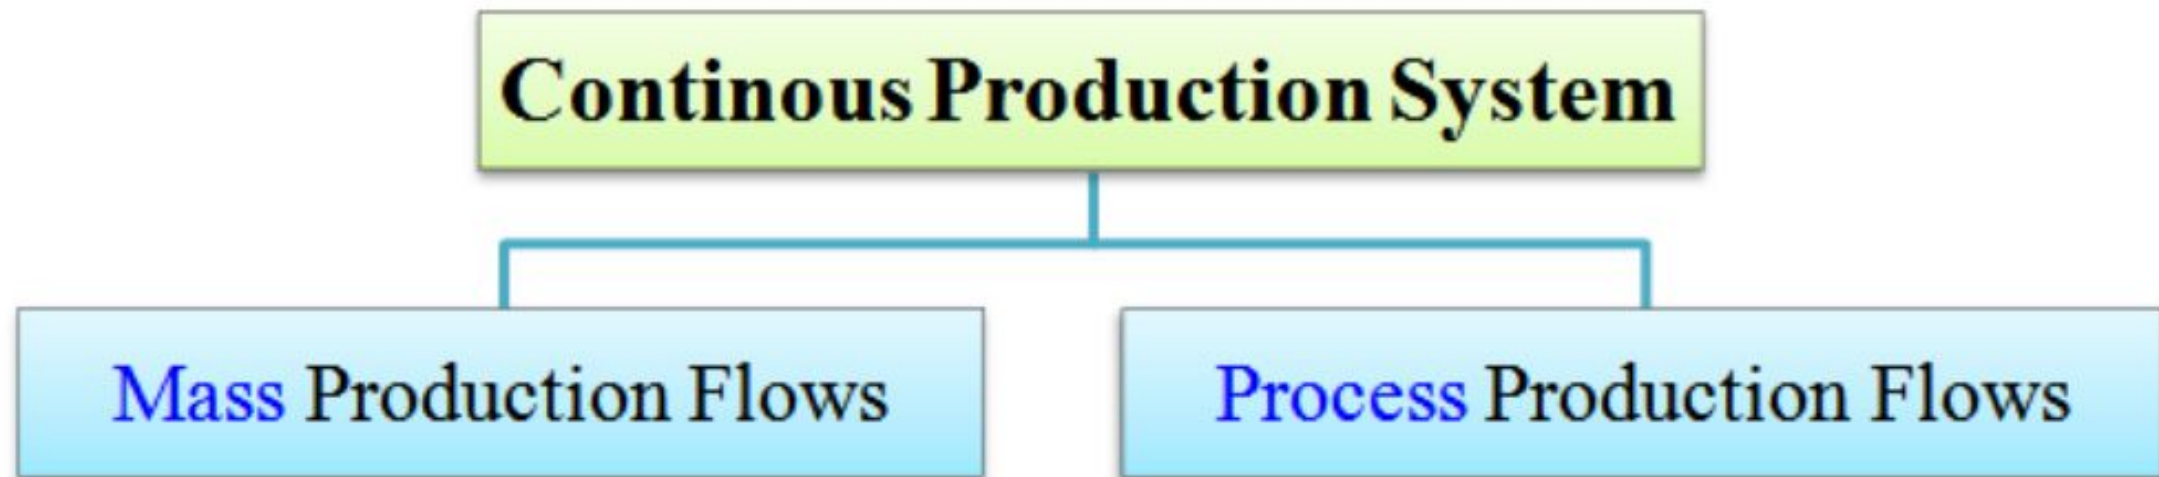 Continous Production System
Mass Production Flows
Process Production Flows